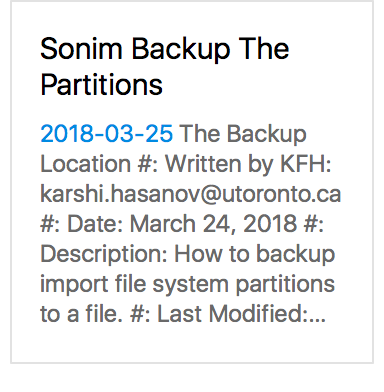 Sonim Backup The
Partitions
2018-03-25 The Backup
Location #: Written by KFH:
karshi.hasanov@utoronto.ca
#: Date: March 24, 2018 #:
Description: How to backup
import file system partitions
to a file. #: Last Modified:...